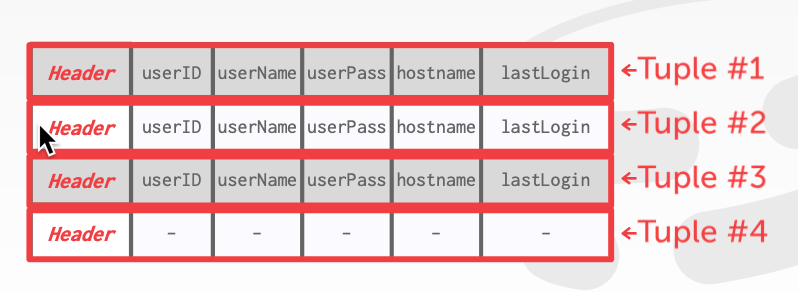 Header userID userName userPass hostname lastLogin ←Tuple #1
Header userID userName userPass hostname lastLogin ←Tuple #2
Header userID userName userPass hostname lastLogin ←Tuple #3
Header - - - - - ←Tuple #4